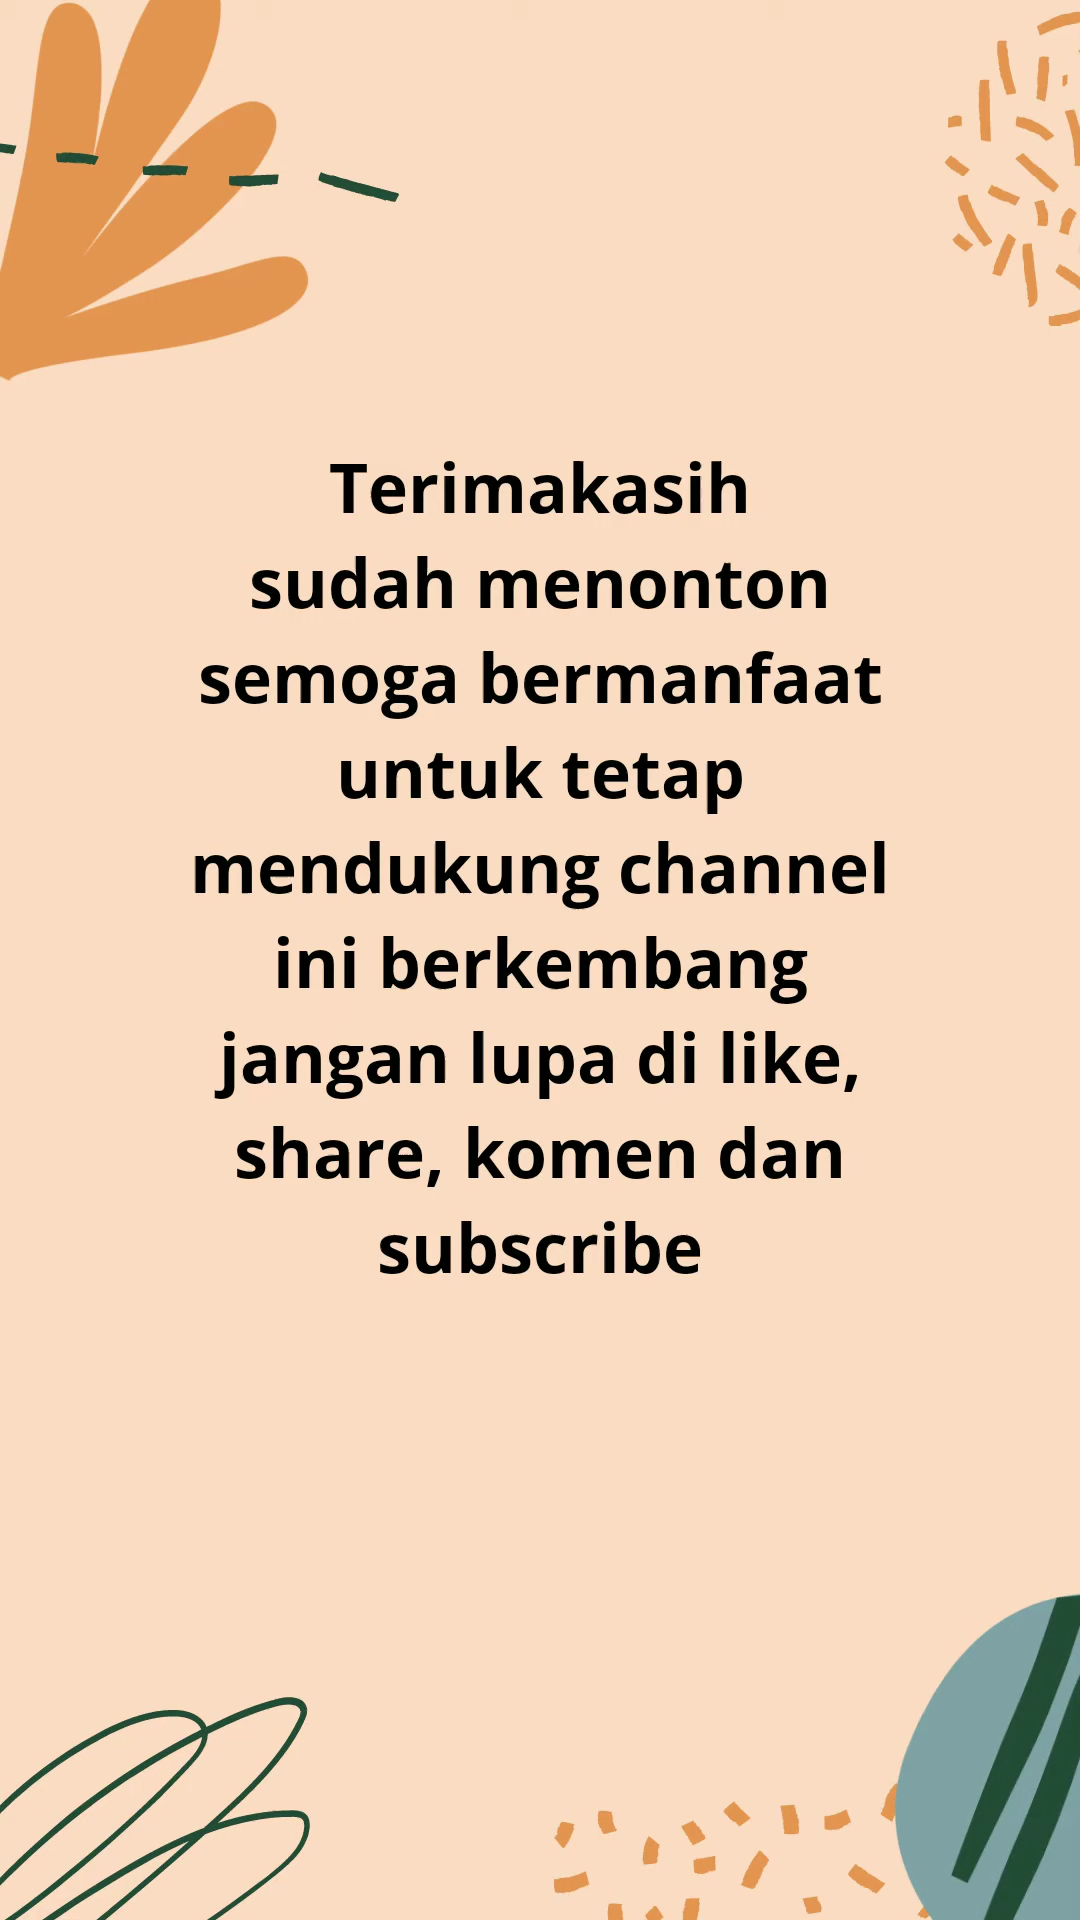 Terimakasih
sudah menonton
semoga bermanfaat
untuk tetap
mendukung channel
ini berkembang
jangan lupa di like,
share, komen dan
subscribe